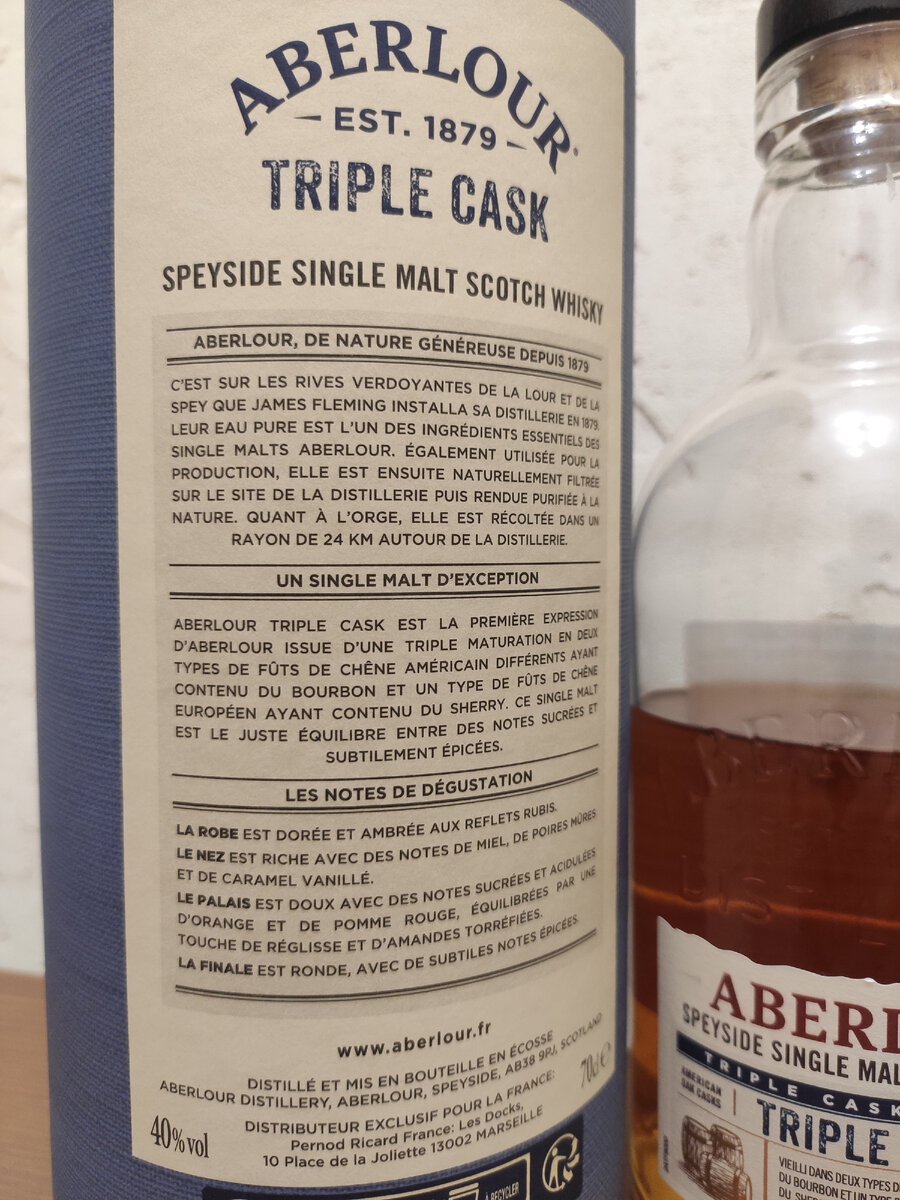 ABERLOUR
EST. 1879
TRIPLE CASK
SPEYSIDE SINGLE MALT SCOTCH WHISKY
ABERLOUR, DE NATURE GÉNÉREUSE DEPUIS 1879
C'EST SUR LES RIVES VERDOYANTES DE LA LOUR ET DE LA
SPEY QUE JAMES FLEMING INSTALLA SA DISTILLERIE EN 1879.
LEUR EAU PURE EST L'UN DES INGRÉDIENTS ESSENTIELS DES
SINGLE MALTS ABERLOUR. ÉGALEMENT UTILISÉE POUR LA
PRODUCTION, ELLE EST ENSUITE NATURELLEMENT FILTRÉE
SUR LE SITE DE LA DISTILLERIE PUIS RENDUE PURIFIÉE À LA
NATURE. QUANT À L'ORGE, ELLE EST RÉCOLTÉE DANS UN
RAYON DE 24 KM AUTOUR DE LA DISTILLERIE.
UN SINGLE MALT D'EXCEPTION
ABERLOUR TRIPLE CASK EST LA PREMIÈRE EXPRESSION
D'ABERLOUR ISSUE D'UNE TRIPLE MATURATION EN DEUX
TYPES DE FÛTS DE CHÊNE AMÉRICAIN DIFFÉRENTS AYANT
CONTENU DU BOURBON ET UN TYPE DE FÛTS DE CHÊNE
EUROPÉEN AYANT CONTENU DU SHERRY. CE SINGLE MALT
EST LE JUSTE ÉQUILIBRE ENTRE DES NOTES SUCRÉES ET
SUBTILEMENT ÉPICÉES.
LES NOTES DE DÉGUSTATION
LA ROBE EST DORÉE ET AMBRÉE AUX REFLETS RUBIS.
LE NEZ EST RICHE AVEC DES NOTES DE MIEL, DE POIRES MÛRES
ET DE CARAMEL VANILLÉ.
LE PALAIS EST DOUX AVEC DES NOTES SUCRÉES ET ACIDULÉES
D'ORANGE ET DE POMME ROUGE, ÉQUILIBRÉES PAR UNE
TOUCHE DE RÉGLISSE ET D'AMANDES TORRÉFIÉES.
LA FINALE EST RONDE, AVEC DE SUBTILES NOTES ÉPICÉES.
www.aberlour.fr
DISTILLÉ ET MIS EN BOUTEILLE EN ÉCOSSE
ABERLOUR DISTILLERY, ABERLOUR, SPEYSIDE, AB38 9PJ, SCOTLAND
DISTRIBUTEUR EXCLUSIF POUR LA FRANCE:
Pernod Ricard France: Les Docks,
10 Place de la Joliette 13002 MARSEILLE
40% vol
70cl e
À RECYCLER
ABERL
SPEYSIDE SINGLE MAL
TRIPLE CASK
AMERICAN
OAK CASKS
TRIPLE
VIEILLI DANS DEUX TYPES D
DU BOURBON ET UN TYPE